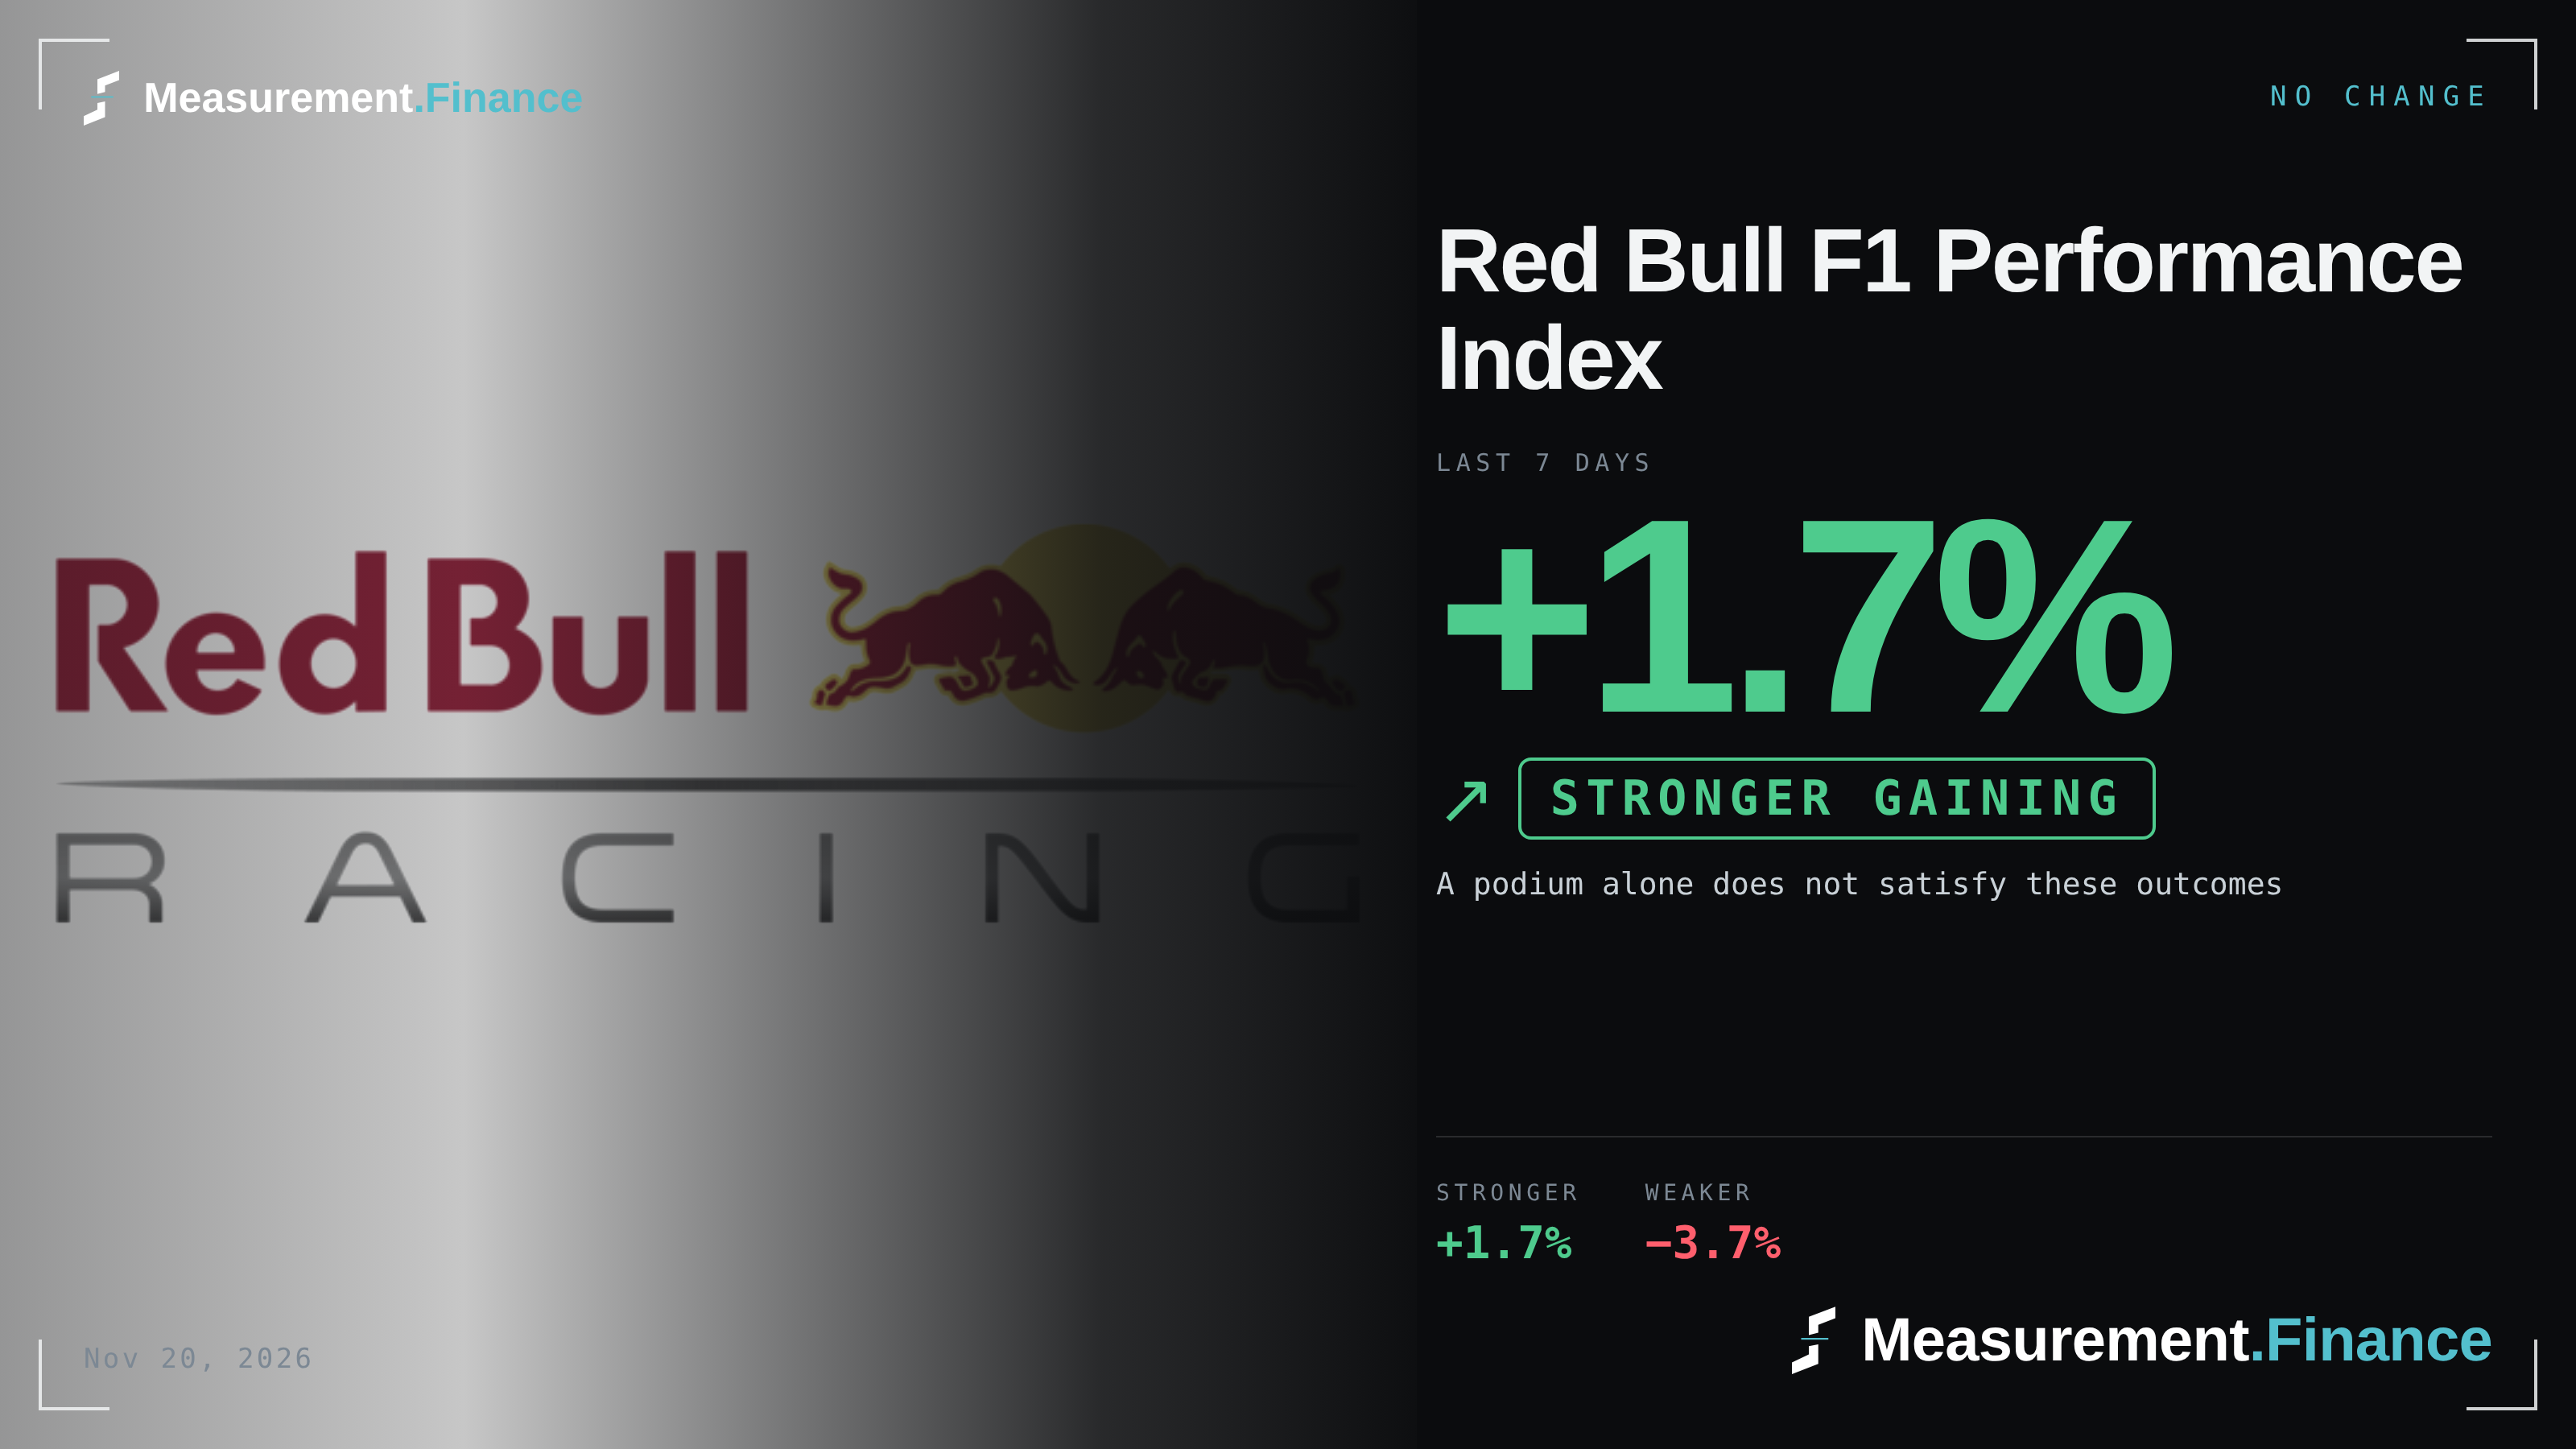 Measurement.Finance
NO CHANGE
Red Bull F1 Performance
Index
LAST 7 DAYS
+1.7%
↗ STRONGER GAINING
A podium alone does not satisfy these outcomes
Red Bull
RACING
STRONGER WEAKER
+1.7% −3.7%
Nov 20, 2026
Measurement.Finance